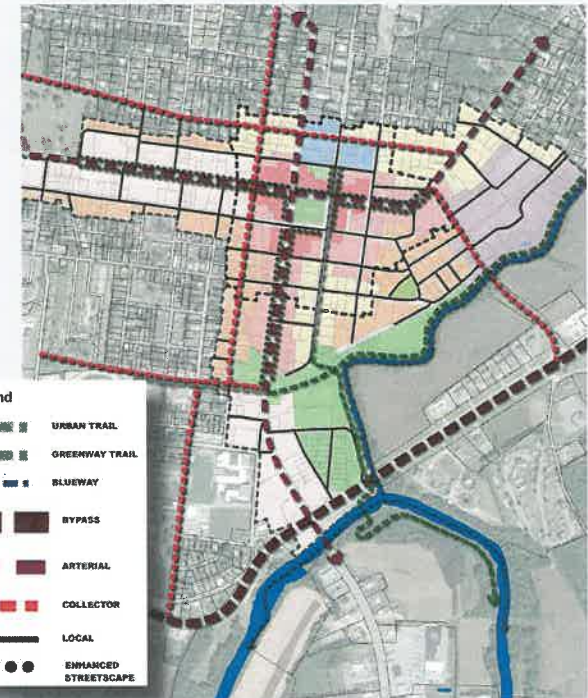 nd
URBAN TRAIL
GREENWAY TRAIL
BLUEWAY
BYPASS
ARTERIAL
COLLECTOR
LOCAL
ENHANCED
STREETSCAPE